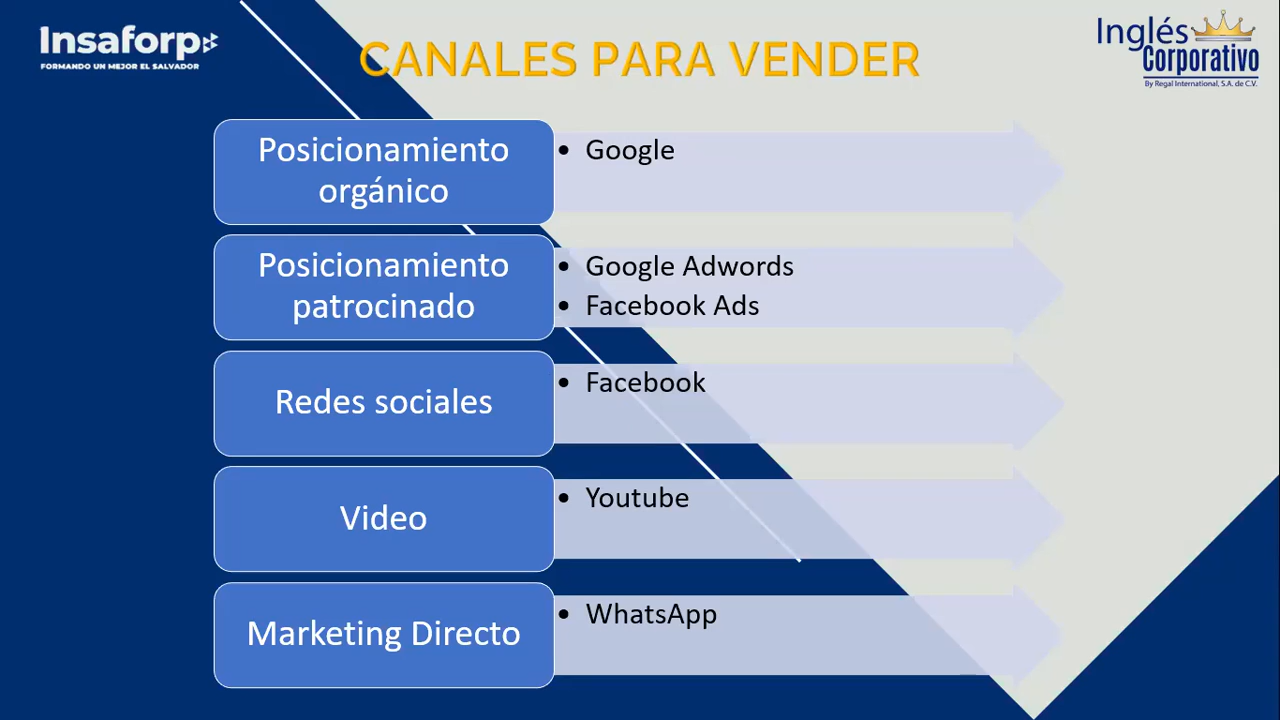 Insaforp
FORMANDO UN MEJOR EL SALVADOR
CANALES PARA VENDER
Inglés
Corporativo
By Regal International, S.A. de C.V.
Posicionamiento
orgánico
• Google
Posicionamiento
patrocinado
• Google Adwords
• Facebook Ads
Redes sociales
• Facebook
Video
• Youtube
Marketing Directo
• WhatsApp